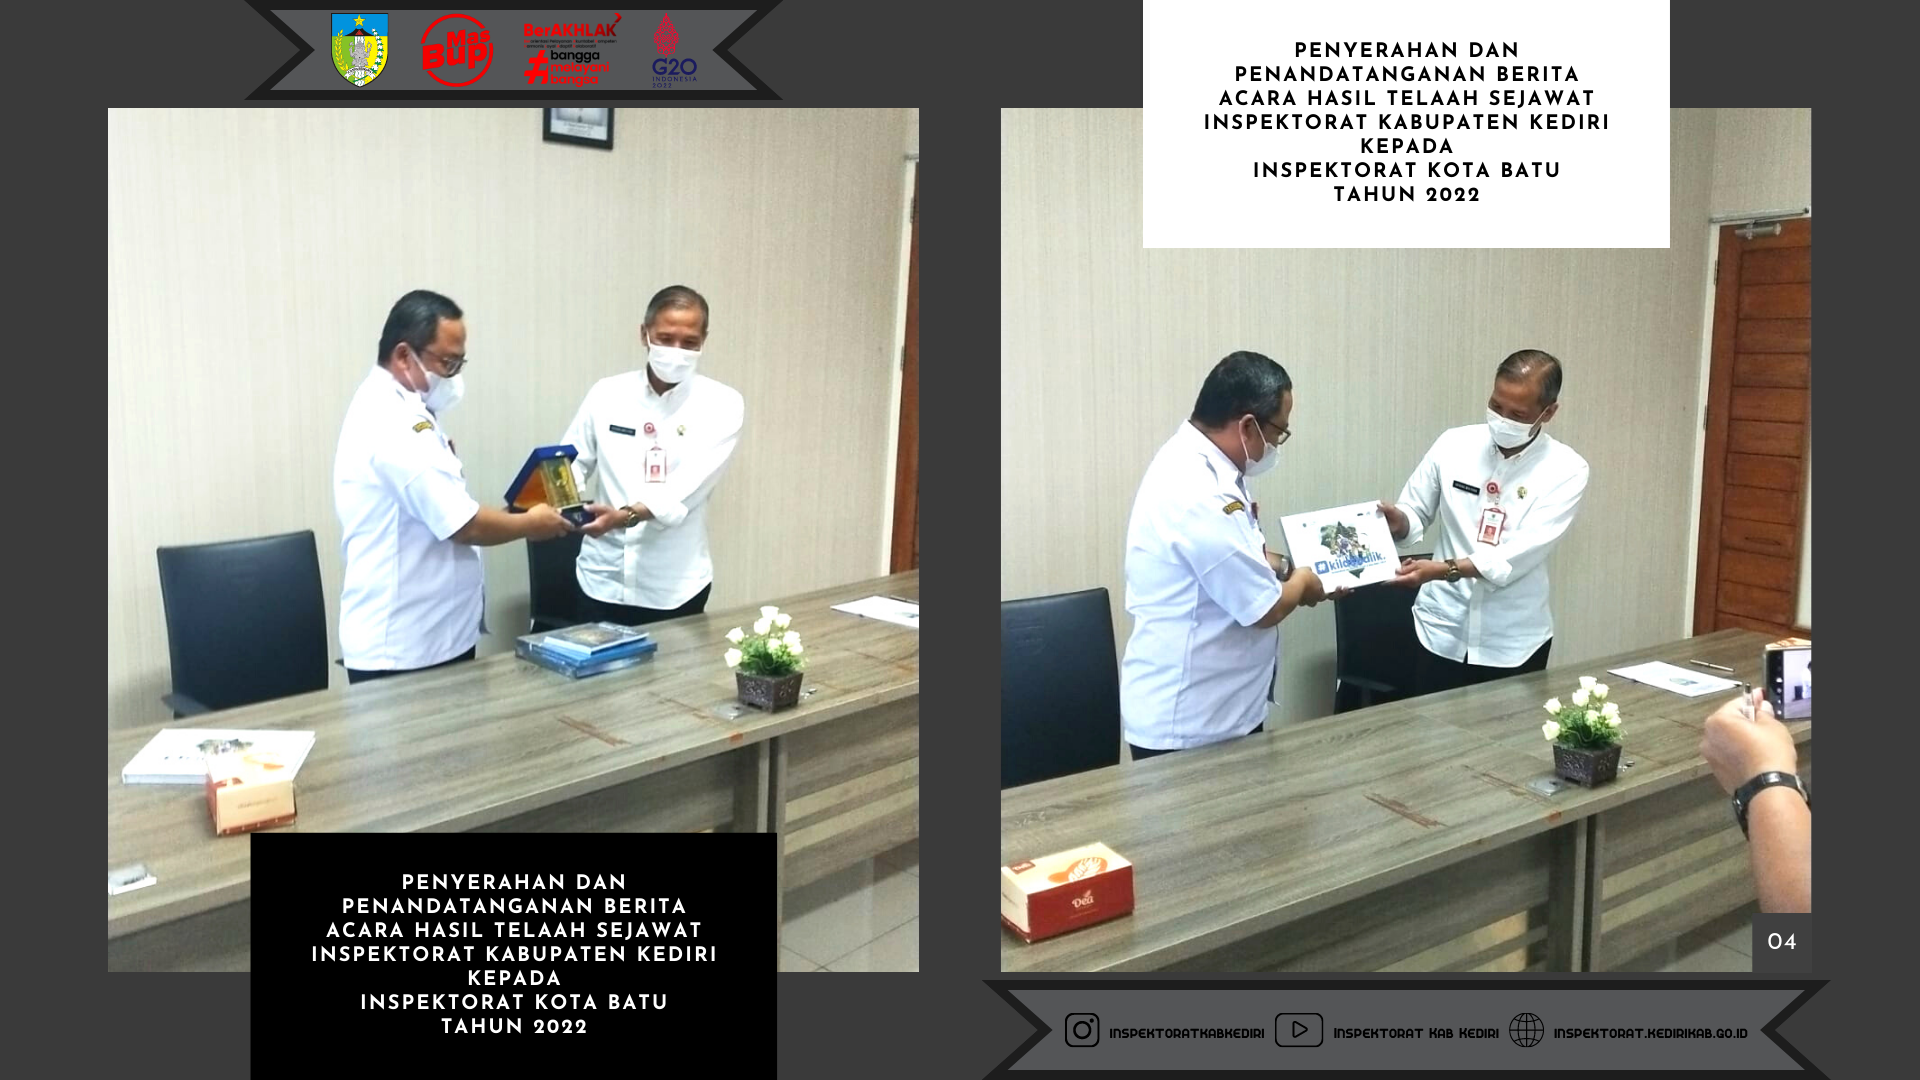 Mas
BUP!
BerAKHLAK
#bangga
melayani
bangsa
G20
INDONESIA
2022
PENYERAHAN DAN
PENANDATANGANAN BERITA
ACARA HASIL TELAAH SEJAWAT
INSPEKTORAT KABUPATEN KEDIRI
KEPADA
INSPEKTORAT KOTA BATU
TAHUN 2022
Dea
PENYERAHAN DAN
PENANDATANGANAN BERITA
ACARA HASIL TELAAH SEJAWAT
INSPEKTORAT KABUPATEN KEDIRI
KEPADA
INSPEKTORAT KOTA BATU
TAHUN 2022
04
INSPEKTORATKABKEDIRI
INSPEKTORAT KAB KEDIRI
INSPEKTORAT.KEDIRIKAB.GO.ID